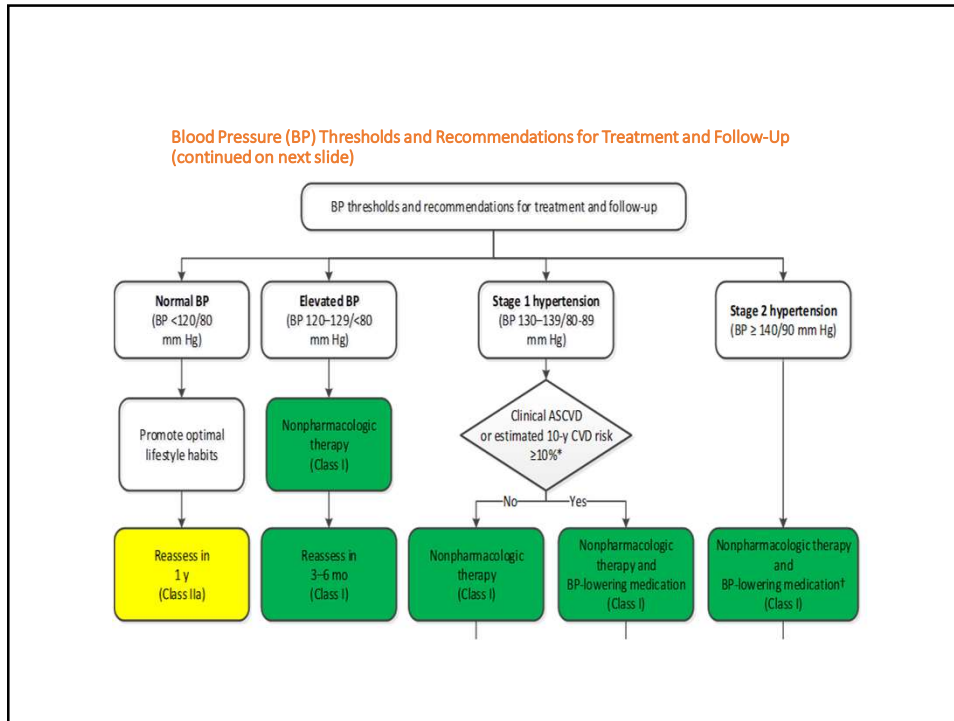 Blood Pressure (BP) Thresholds and Recommendations for Treatment and Follow-Up
(continued on next slide)
BP thresholds and recommendations for treatment and follow-up
Normal BP
(BP <120/80
mm Hg)
Elevated BP
(BP 120–129/<80
mm Hg)
Stage 1 hypertension
(BP 130–139/80-89
mm Hg)
Stage 2 hypertension
(BP ≥ 140/90 mm Hg)
Promote optimal
lifestyle habits
Nonpharmacologic
therapy
(Class I)
Clinical ASCVD
or estimated 10-y CVD risk
≥10%*
No
Yes
Reassess in
1 y
(Class IIa)
Reassess in
3–6 mo
(Class I)
Nonpharmacologic
therapy
(Class I)
Nonpharmacologic
therapy and
BP-lowering medication
(Class I)
Nonpharmacologic therapy
and
BP-lowering medication†
(Class I)